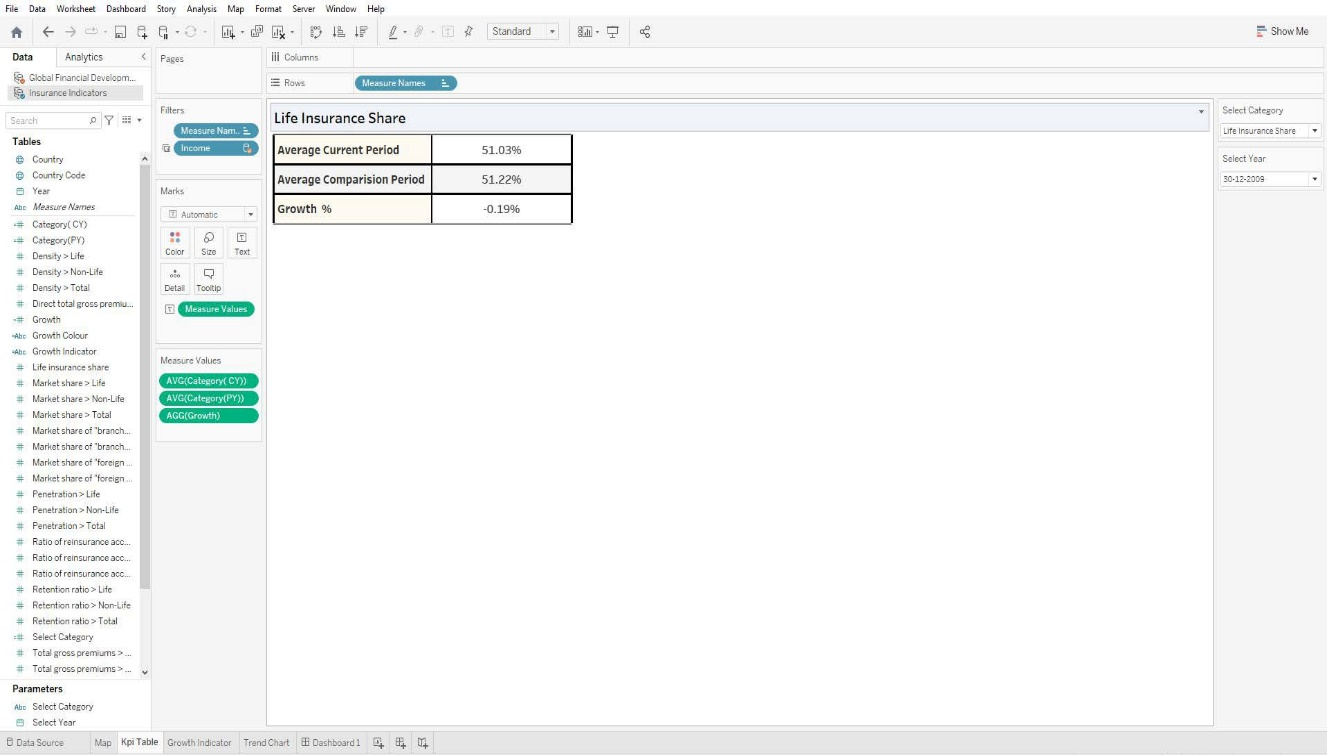 File Data Worksheet Dashboard Story Analysis Map Format Server Window Help
Standard
Show Me
Data Analytics
Global Financial Developm...
Insurance Indicators
Search
Tables
Country
Country Code
Year
Abc Measure Names
Category( CY)
Category(PY)
Density > Life
Density > Non-Life
Density > Total
Direct total gross premiu...
Growth
Abc Growth Colour
Abc Growth Indicator
Life insurance share
Market share > Life
Market share > Non-Life
Market share > Total
Market share of "branch...
Market share of "branch...
Market share of "foreign ...
Market share of "foreign ...
Penetration > Life
Penetration > Non-Life
Penetration > Total
Ratio of reinsurance acc...
Ratio of reinsurance acc...
Ratio of reinsurance acc...
Retention ratio > Life
Retention ratio > Non-Life
Retention ratio > Total
Select Category
Total gross premiums > ...
Total gross premiums > ...
Parameters
Abc Select Category
Select Year
Pages
Filters
Measure Nam..
Income
Marks
Automatic
Color Size Text
Detail Tooltip
Measure Values
Measure Values
AVG(Category( CY))
AVG(Category(PY))
AGG(Growth)
Columns
Rows Measure Names
Life Insurance Share
Average Current Period 51.03%
Average Comparision Period 51.22%
Growth % -0.19%
Select Category
Life Insurance Share
Select Year
30-12-2009
Data Source Map Kpi Table Growth Indicator Trend Chart Dashboard 1